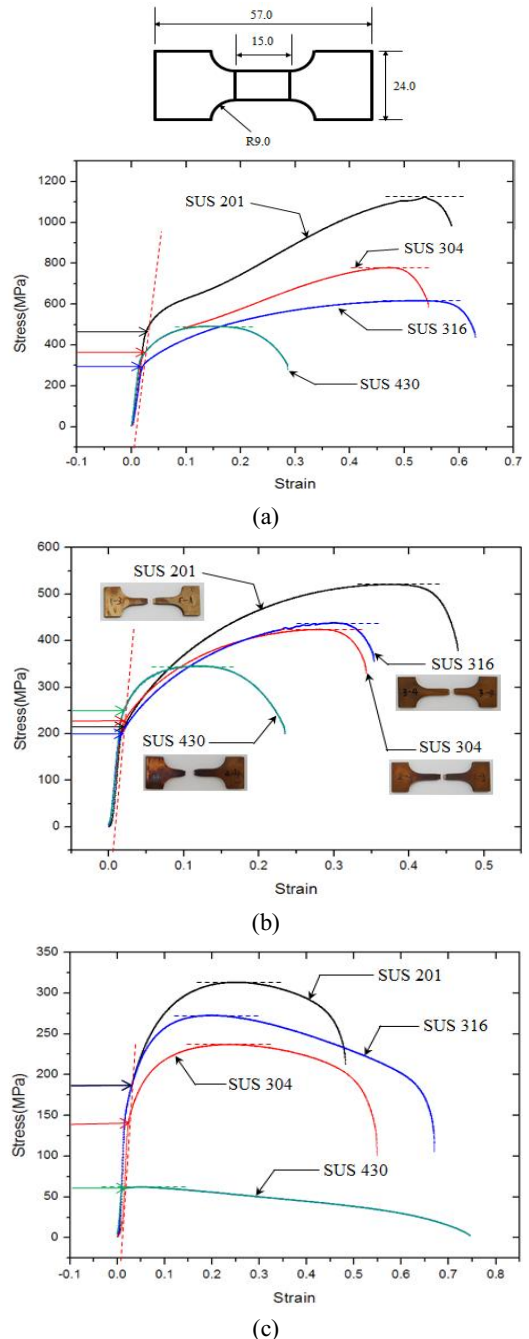 57.0
15.0
24.0
R9.0
1200
1000
800
600
400
200
0
Stress(MPa)
SUS 201
SUS 304
SUS 316
SUS 430
-0.1 0.0 0.1 0.2 0.3 0.4 0.5 0.6 0.7
Strain
(a)
600
500
400
300
200
100
0
Stress(MPa)
SUS 201
SUS 316
SUS 430
SUS 304
0.0 0.1 0.2 0.3 0.4 0.5
Strain
(b)
350
300
250
200
150
100
50
0
Stress(MPa)
SUS 201
SUS 316
SUS 304
SUS 430
-0.1 0.0 0.1 0.2 0.3 0.4 0.5 0.6 0.7 0.8
Strain
(c)